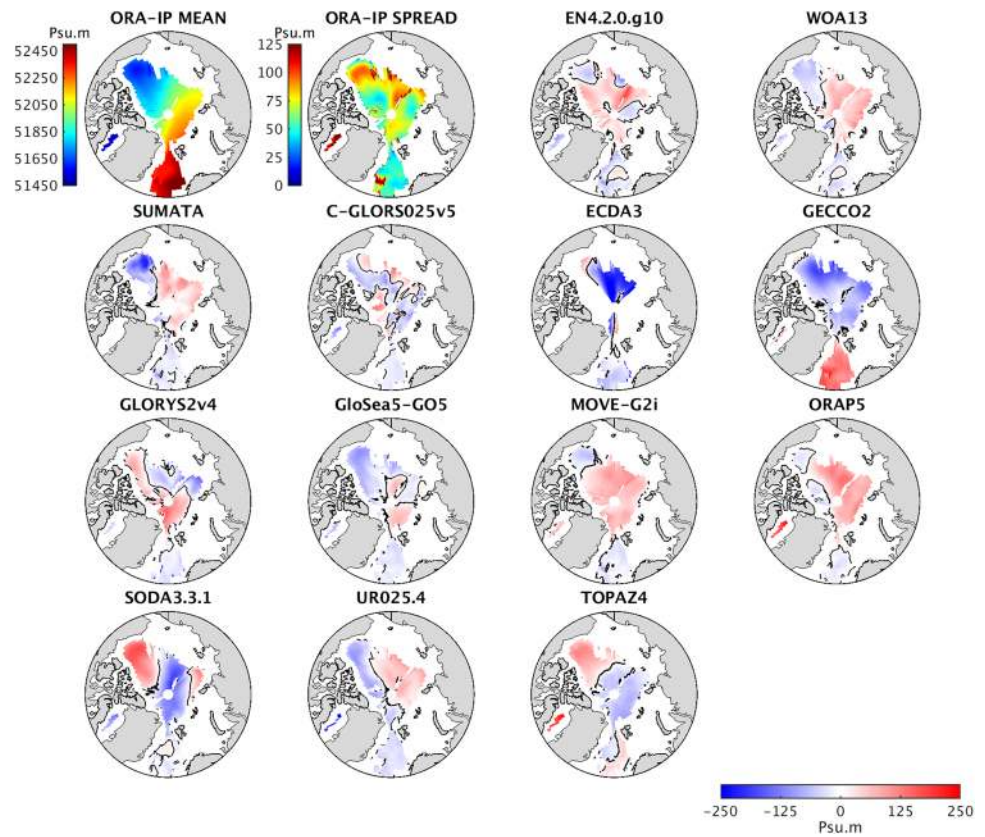 ORA-IP MEAN
Psu.m
52450
52250
52050
51850
51650
51450
ORA-IP SPREAD
Psu.m
125
100
75
50
25
0
EN4.2.0.g10
WOA13
SUMATA
C-GLORS025v5
ECDA3
GECCO2
GLORYS2v4
GloSea5-GO5
MOVE-G2i
ORAP5
SODA3.3.1
UR025.4
TOPAZ4
−250 −125 0 125 250
Psu.m